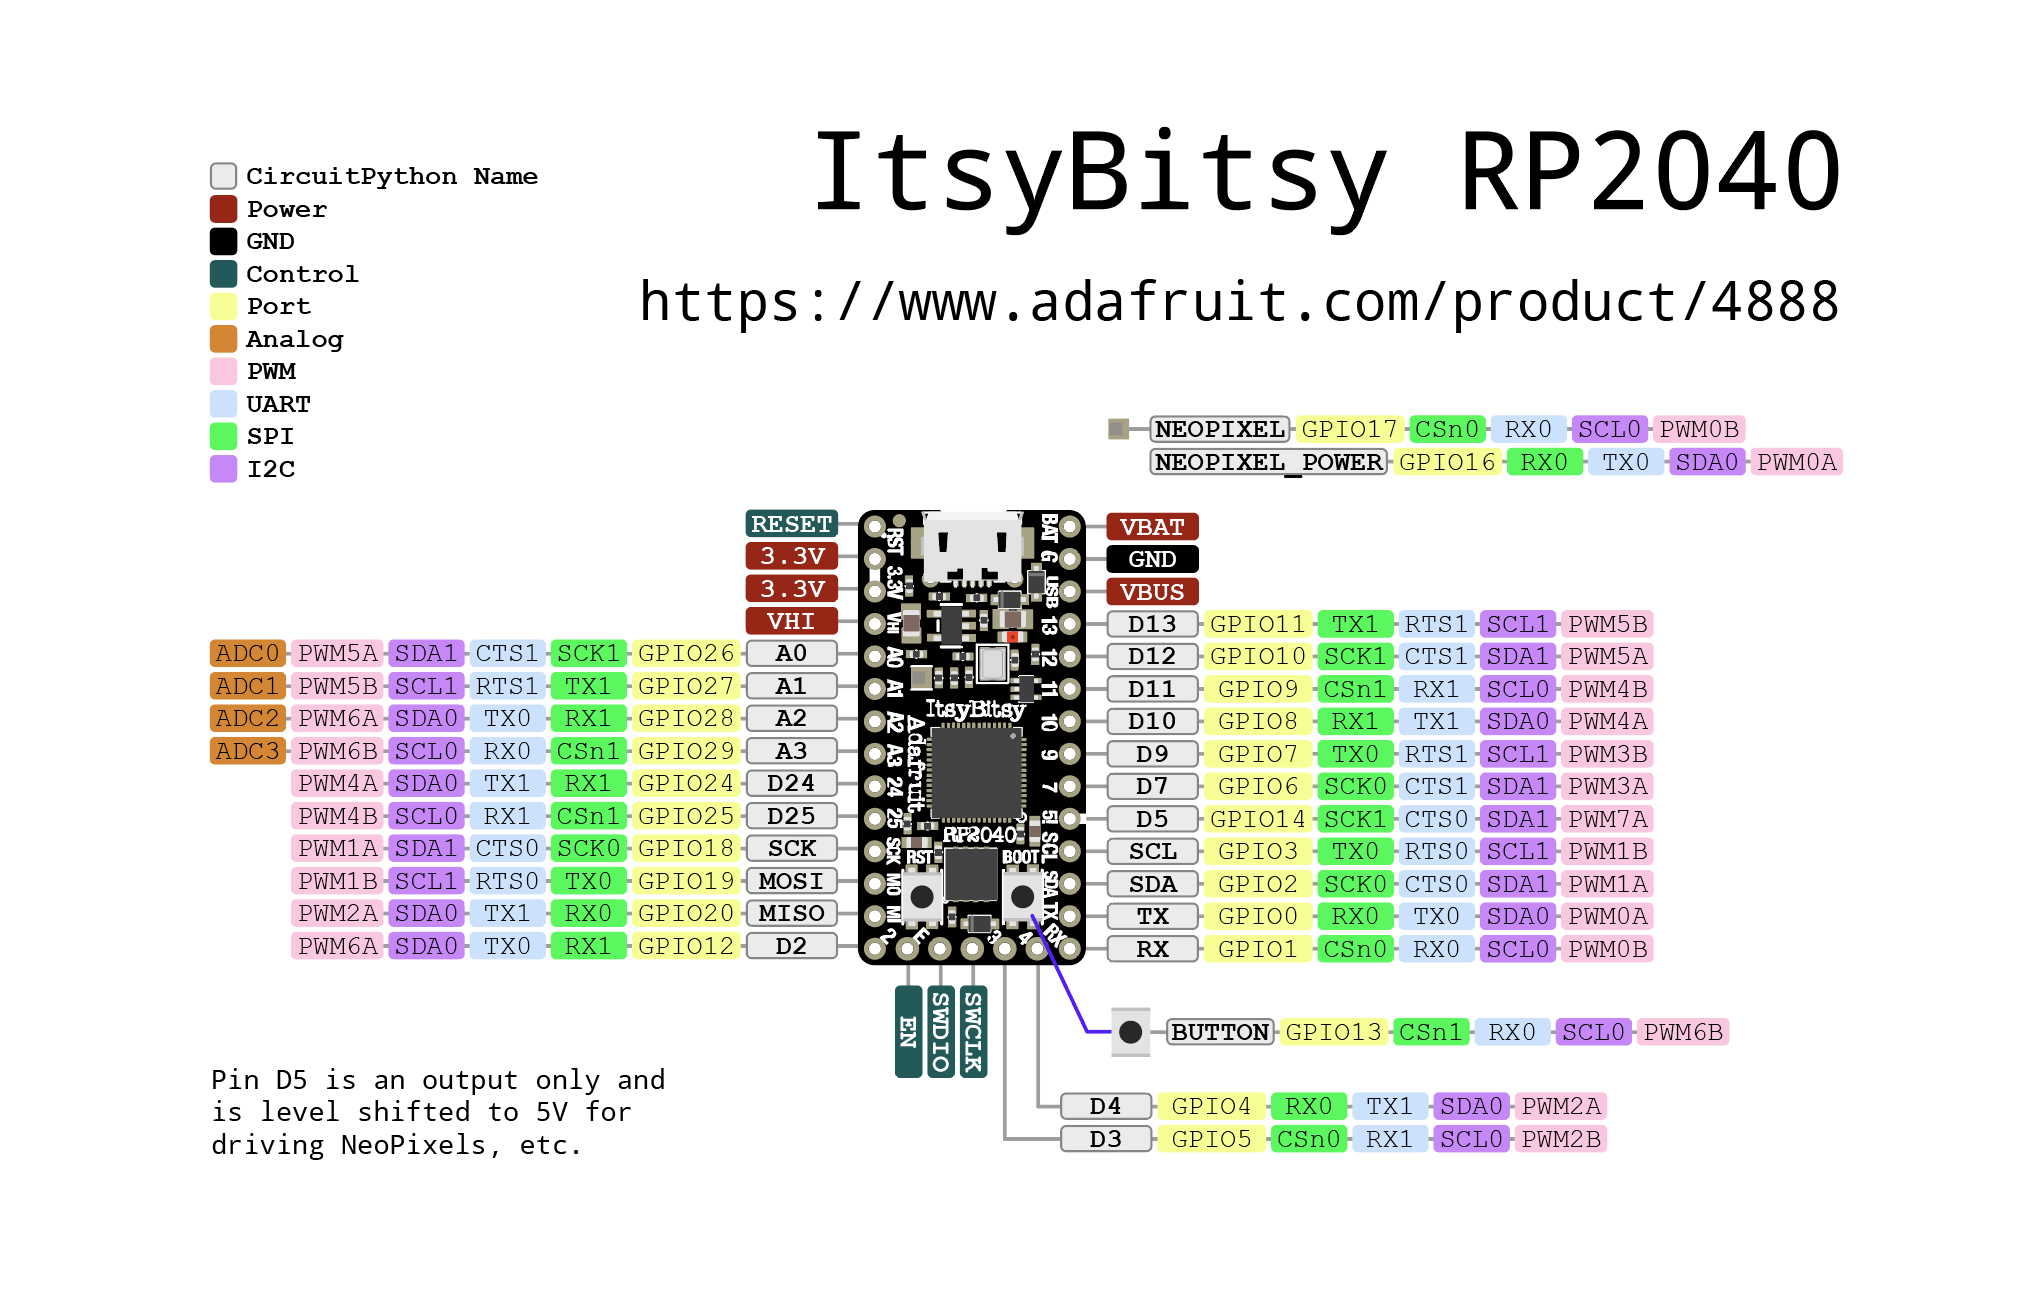 ItsyBitsy RP2040
https://www.adafruit.com/product/4888
CircuitPython Name
Power
GND
Control
Port
Analog
PWM
UART
SPI
I2C
NEOPIXEL GPIO17 CSn0 RX0 SCL0 PWM0B
NEOPIXEL_POWER GPIO16 RX0 TX0 SDA0 PWM0A
RESET
3.3V
3.3V
VHI
ADC0 PWM5A SDA1 CTS1 SCK1 GPIO26 A0
ADC1 PWM5B SCL1 RTS1 TX1 GPIO27 A1
ADC2 PWM6A SDA0 TX0 RX1 GPIO28 A2
ADC3 PWM6B SCL0 RX0 CSn1 GPIO29 A3
PWM4A SDA0 TX1 RX1 GPIO24 D24
PWM4B SCL0 RX1 CSn1 GPIO25 D25
PWM1A SDA1 CTS0 SCK0 GPIO18 SCK
PWM1B SCL1 RTS0 TX0 GPIO19 MOSI
PWM2A SDA0 TX1 RX0 GPIO20 MISO
PWM6A SDA0 TX0 RX1 GPIO12 D2
RST
3.3V
VHI
A0
A1
A2
A3
24
25
SCK
MO
MI
2
E
3
4
RX
TX
SDA
SCL
5!
7
9
10
11
12
13
USB
G
BAT
ItsyBitsy
Adafruit
RP2040
RST
BOOT
VBAT
GND
VBUS
D13 GPIO11 TX1 RTS1 SCL1 PWM5B
D12 GPIO10 SCK1 CTS1 SDA1 PWM5A
D11 GPIO9 CSn1 RX1 SCL0 PWM4B
D10 GPIO8 RX1 TX1 SDA0 PWM4A
D9 GPIO7 TX0 RTS1 SCL1 PWM3B
D7 GPIO6 SCK0 CTS1 SDA1 PWM3A
D5 GPIO14 SCK1 CTS0 SDA1 PWM7A
SCL GPIO3 TX0 RTS0 SCL1 PWM1B
SDA GPIO2 SCK0 CTS0 SDA1 PWM1A
TX GPIO0 RX0 TX0 SDA0 PWM0A
RX GPIO1 CSn0 RX0 SCL0 PWM0B
EN
SWDIO
SWCLK
BUTTON GPIO13 CSn1 RX0 SCL0 PWM6B
D4 GPIO4 RX0 TX1 SDA0 PWM2A
D3 GPIO5 CSn0 RX1 SCL0 PWM2B
Pin D5 is an output only and
is level shifted to 5V for
driving NeoPixels, etc.